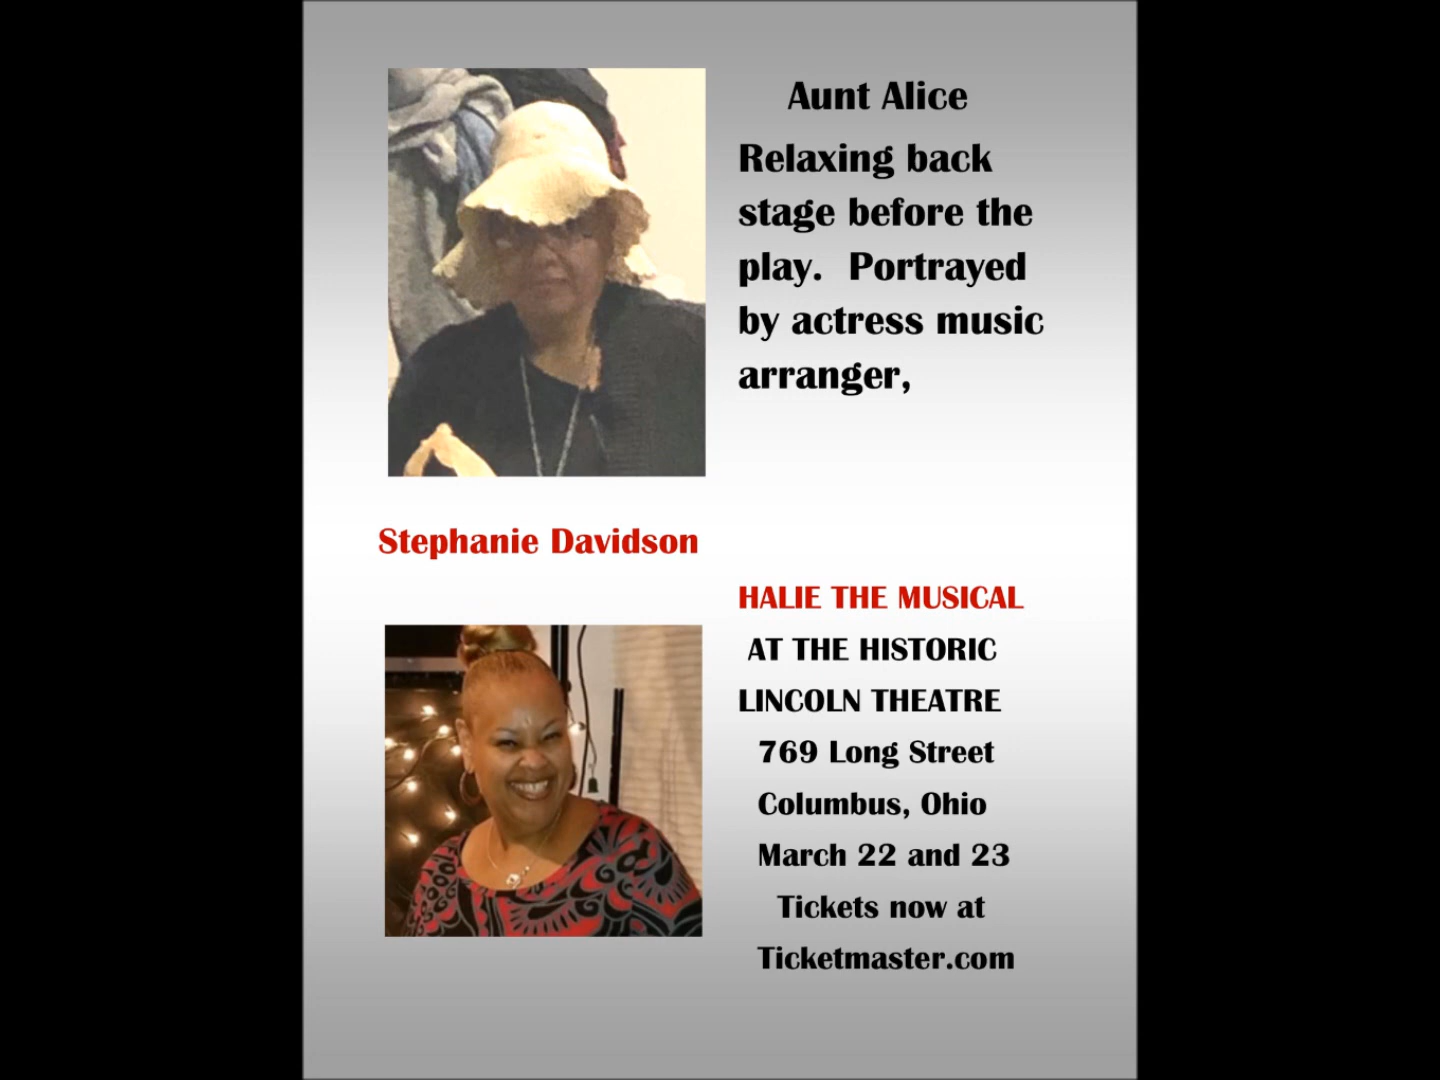 Aunt Alice
Relaxing back
stage before the
play. Portrayed
by actress music
arranger,
Stephanie Davidson
HALIE THE MUSICAL
AT THE HISTORIC
LINCOLN THEATRE
769 Long Street
Columbus, Ohio
March 22 and 23
Tickets now at
Ticketmaster.com